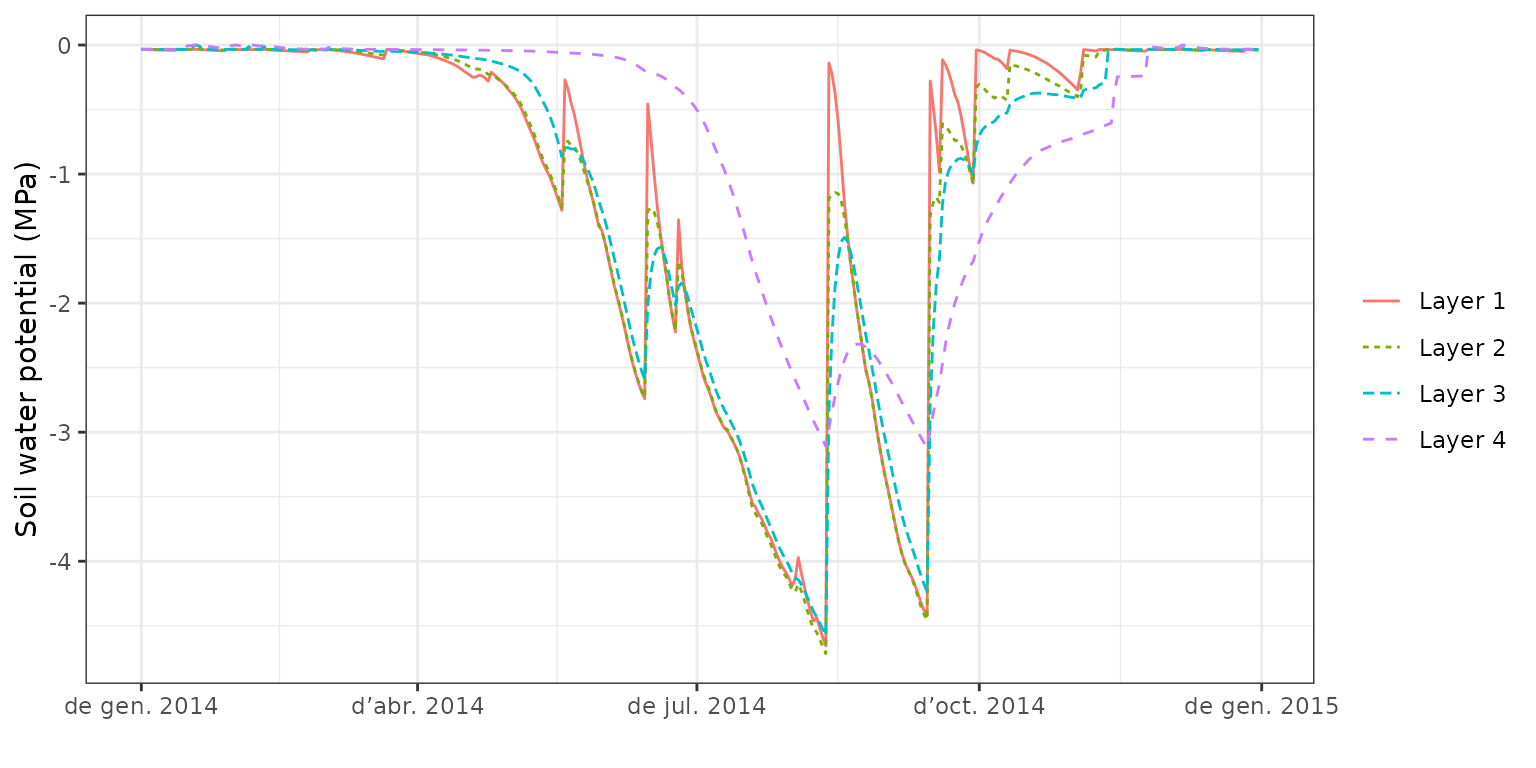 Soil water potential (MPa)
0
-1
-2
-3
-4
de gen. 2014
d’abr. 2014
de jul. 2014
d’oct. 2014
de gen. 2015
Layer 1
Layer 2
Layer 3
Layer 4